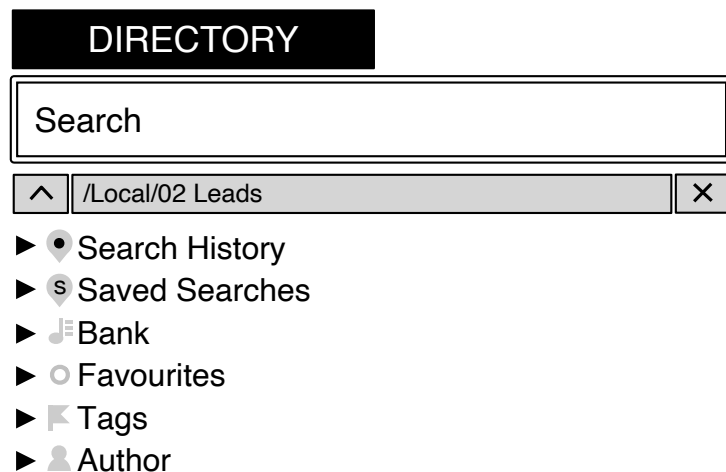 DIRECTORY
Search
/Local/02 Leads
Search History
S Saved Searches
Bank
Favourites
Tags
Author